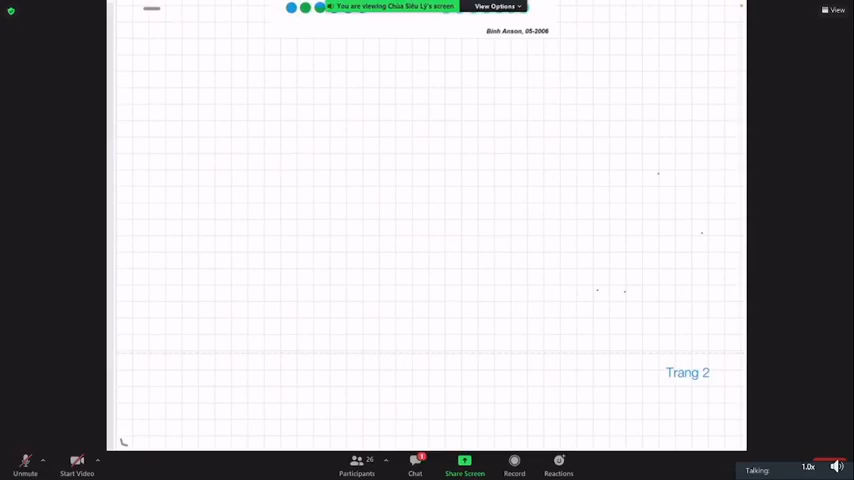 You are viewing Chùa Siêu Lý's screen
View Options
View
Binh Anson, 05-2006
Trang 2
Unmute
Start Video
26
Participants
1
Chat
Share Screen
Record
Reactions
Talking:
1.0x